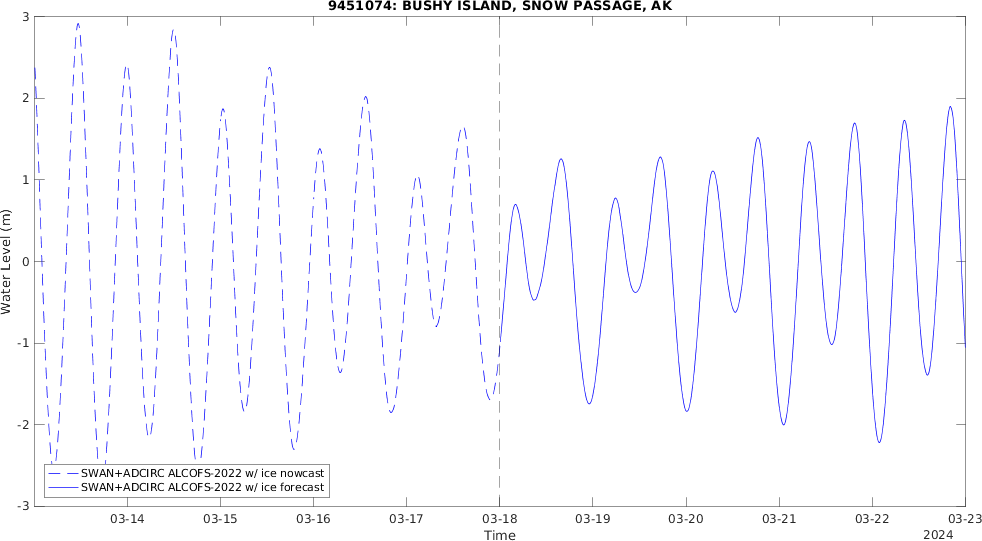 9451074: BUSHY ISLAND, SNOW PASSAGE, AK
3
2
1
0
-1
-2
-3
Water Level (m)
SWAN+ADCIRC ALCOFS-2022 w/ ice nowcast
SWAN+ADCIRC ALCOFS-2022 w/ ice forecast
03-14 03-15 03-16 03-17 03-18 03-19 03-20 03-21 03-22 03-23
Time
2024